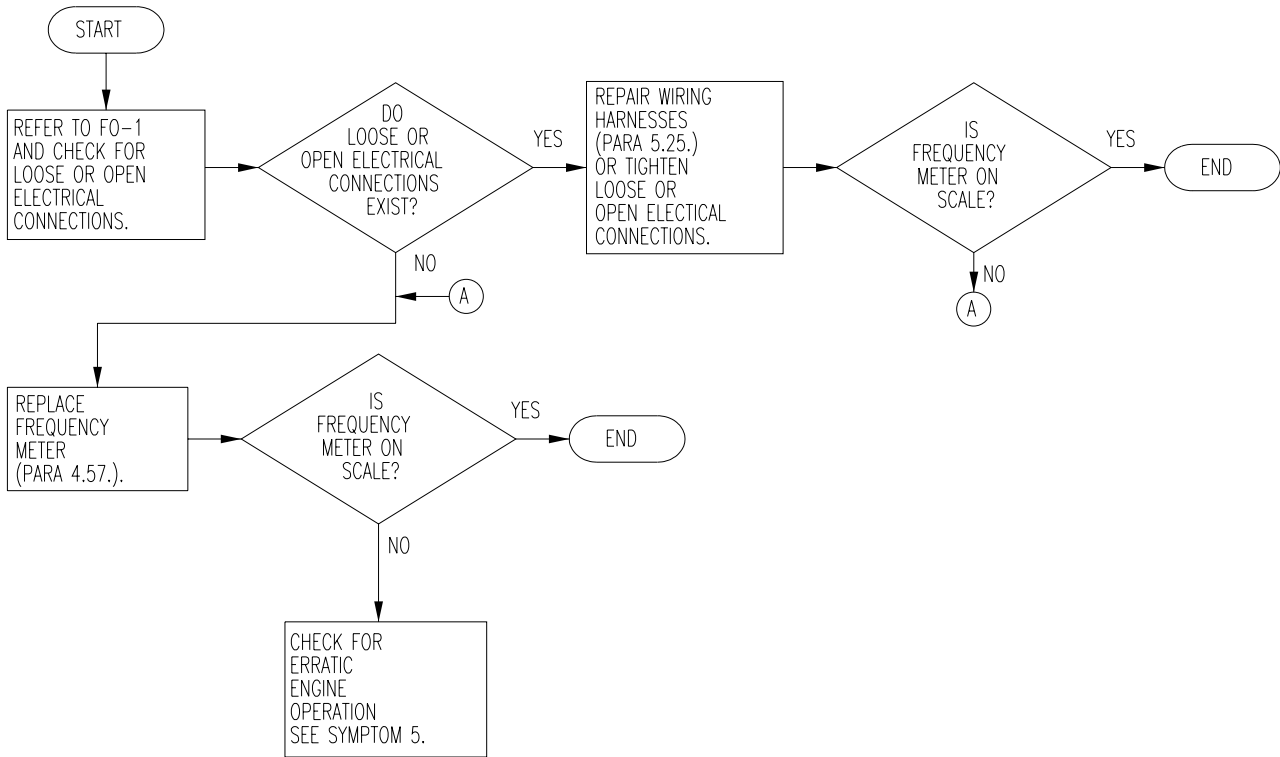 START
REFER TO FO-1
AND CHECK FOR
LOOSE OR OPEN
ELECTRICAL
CONNECTIONS.
DO
LOOSE OR
OPEN ELECTRICAL
CONNECTIONS
EXIST?
YES
REPAIR WIRING
HARNESSES
(PARA 5.25.)
OR TIGHTEN
LOOSE OR
OPEN ELECTICAL
CONNECTIONS.
IS
FREQUENCY
METER ON
SCALE?
YES
END
NO
A
NO
A
REPLACE
FREQUENCY
METER
(PARA 4.57.).
IS
FREQUENCY
METER ON
SCALE?
YES
END
NO
CHECK FOR
ERRATIC
ENGINE
OPERATION
SEE SYMPTOM 5.